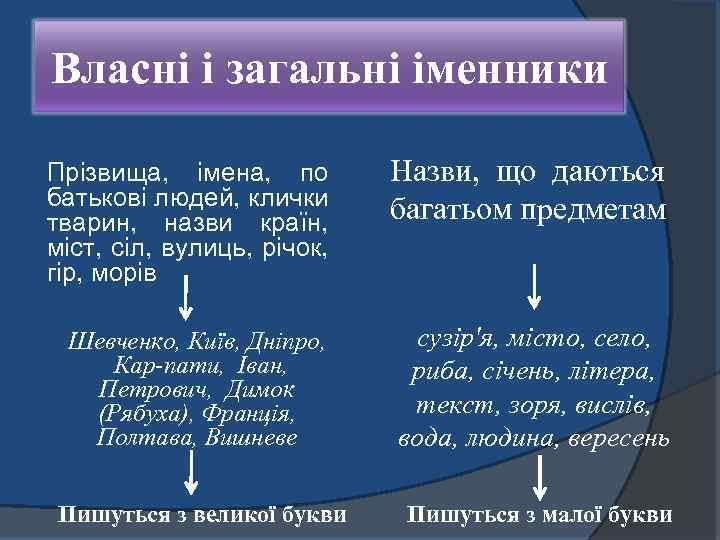 Власні і загальні іменники
Прізвища, імена, по
батькові людей, клички
тварин, назви країн,
міст, сіл, вулиць, річок,
гір, морів
Шевченко, Київ, Дніпро,
Кар-пати, Іван,
Петрович, Димок
(Рябуха), Франція,
Полтава, Вишневе
Пишуться з великої букви
Назви, що даються
багатьом предметам
сузір'я, місто, село,
риба, січень, літера,
текст, зоря, вислів,
вода, людина, вересень
Пишуться з малої букви